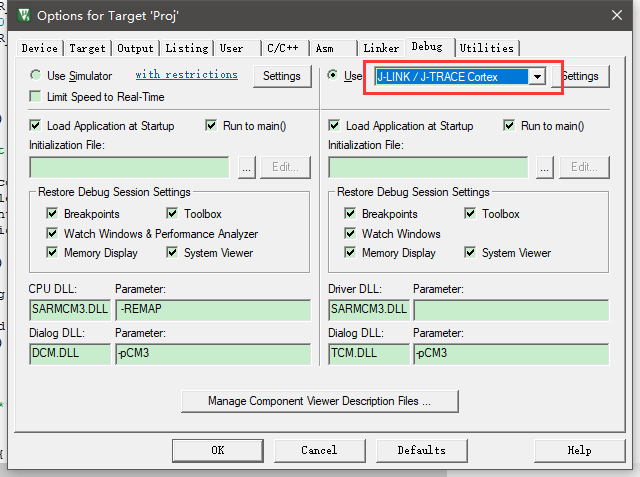 Options for Target 'Proj'
Device Target Output Listing User C/C++ Asm Linker Debug Utilities
Use Simulator with restrictions Settings
Limit Speed to Real-Time
Use J-LINK / J-TRACE Cortex Settings
Load Application at Startup Run to main()
Initialization File:
... Edit...
Restore Debug Session Settings
Breakpoints Toolbox
Watch Windows & Performance Analyzer
Memory Display System Viewer
CPU DLL: Parameter:
SARMCM3.DLL -REMAP
Dialog DLL: Parameter:
DCM.DLL -pCM3
Load Application at Startup Run to main()
Initialization File:
... Edit...
Restore Debug Session Settings
Breakpoints Toolbox
Watch Windows
Memory Display System Viewer
Driver DLL: Parameter:
SARMCM3.DLL
Dialog DLL: Parameter:
TCM.DLL -pCM3
Manage Component Viewer Description Files ...
OK Cancel Defaults Help